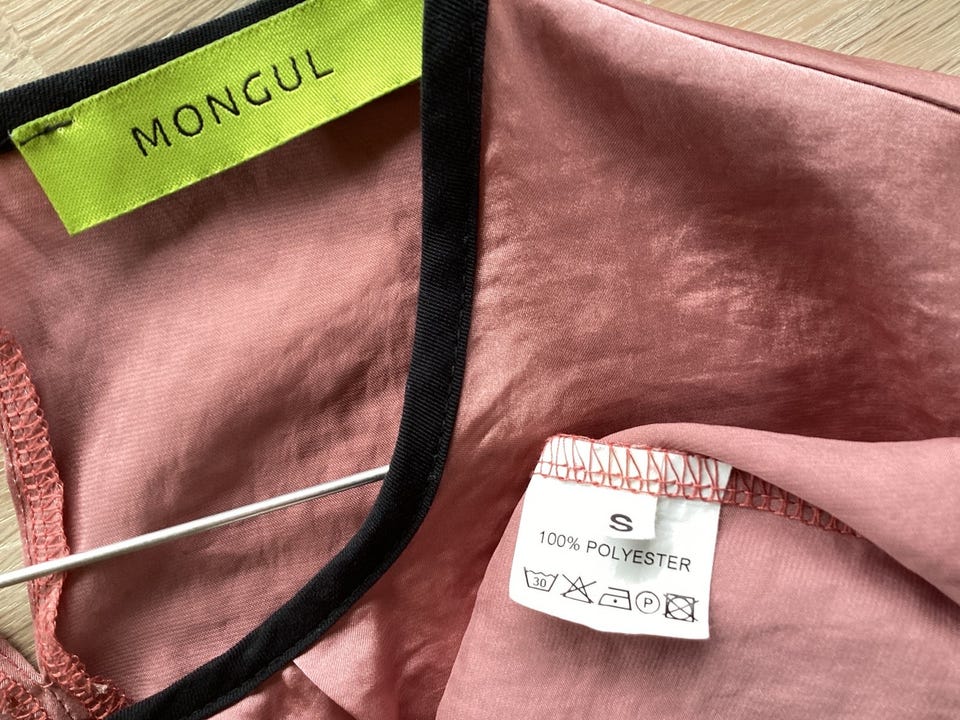 MONGUL
S
100% POLYESTER
30 P